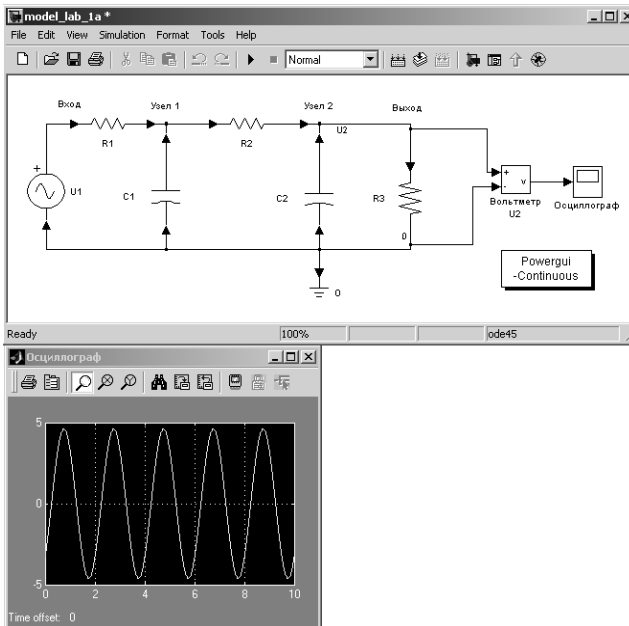 model_lab_1a *
File Edit View Simulation Format Tools Help
Normal
Вход
Узел 1
Узел 2
Выход
R1
R2
U2
+
U1
C1
C2
R3
0
+
-
v
Вольтметр
U2
Осциллограф
0
Powergui
-Continuous
Ready 100% ode45
Осциллограф
5
0
-5
0 2 4 6 8 10
Time offset: 0